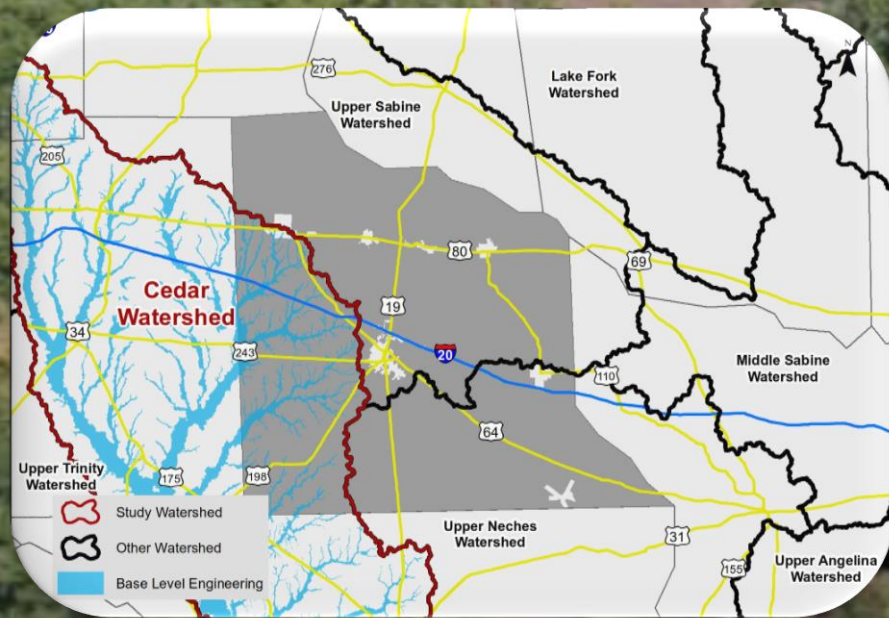 N
276
Lake Fork
Watershed
Upper Sabine
Watershed
205
80
69
Cedar
Watershed
19
34
243
20
Middle Sabine
Watershed
110
64
Upper Trinity
Watershed
175
198
Study Watershed
Other Watershed
Base Level Engineering
Upper Neches
Watershed
31
155
Upper Angelina
Watershed